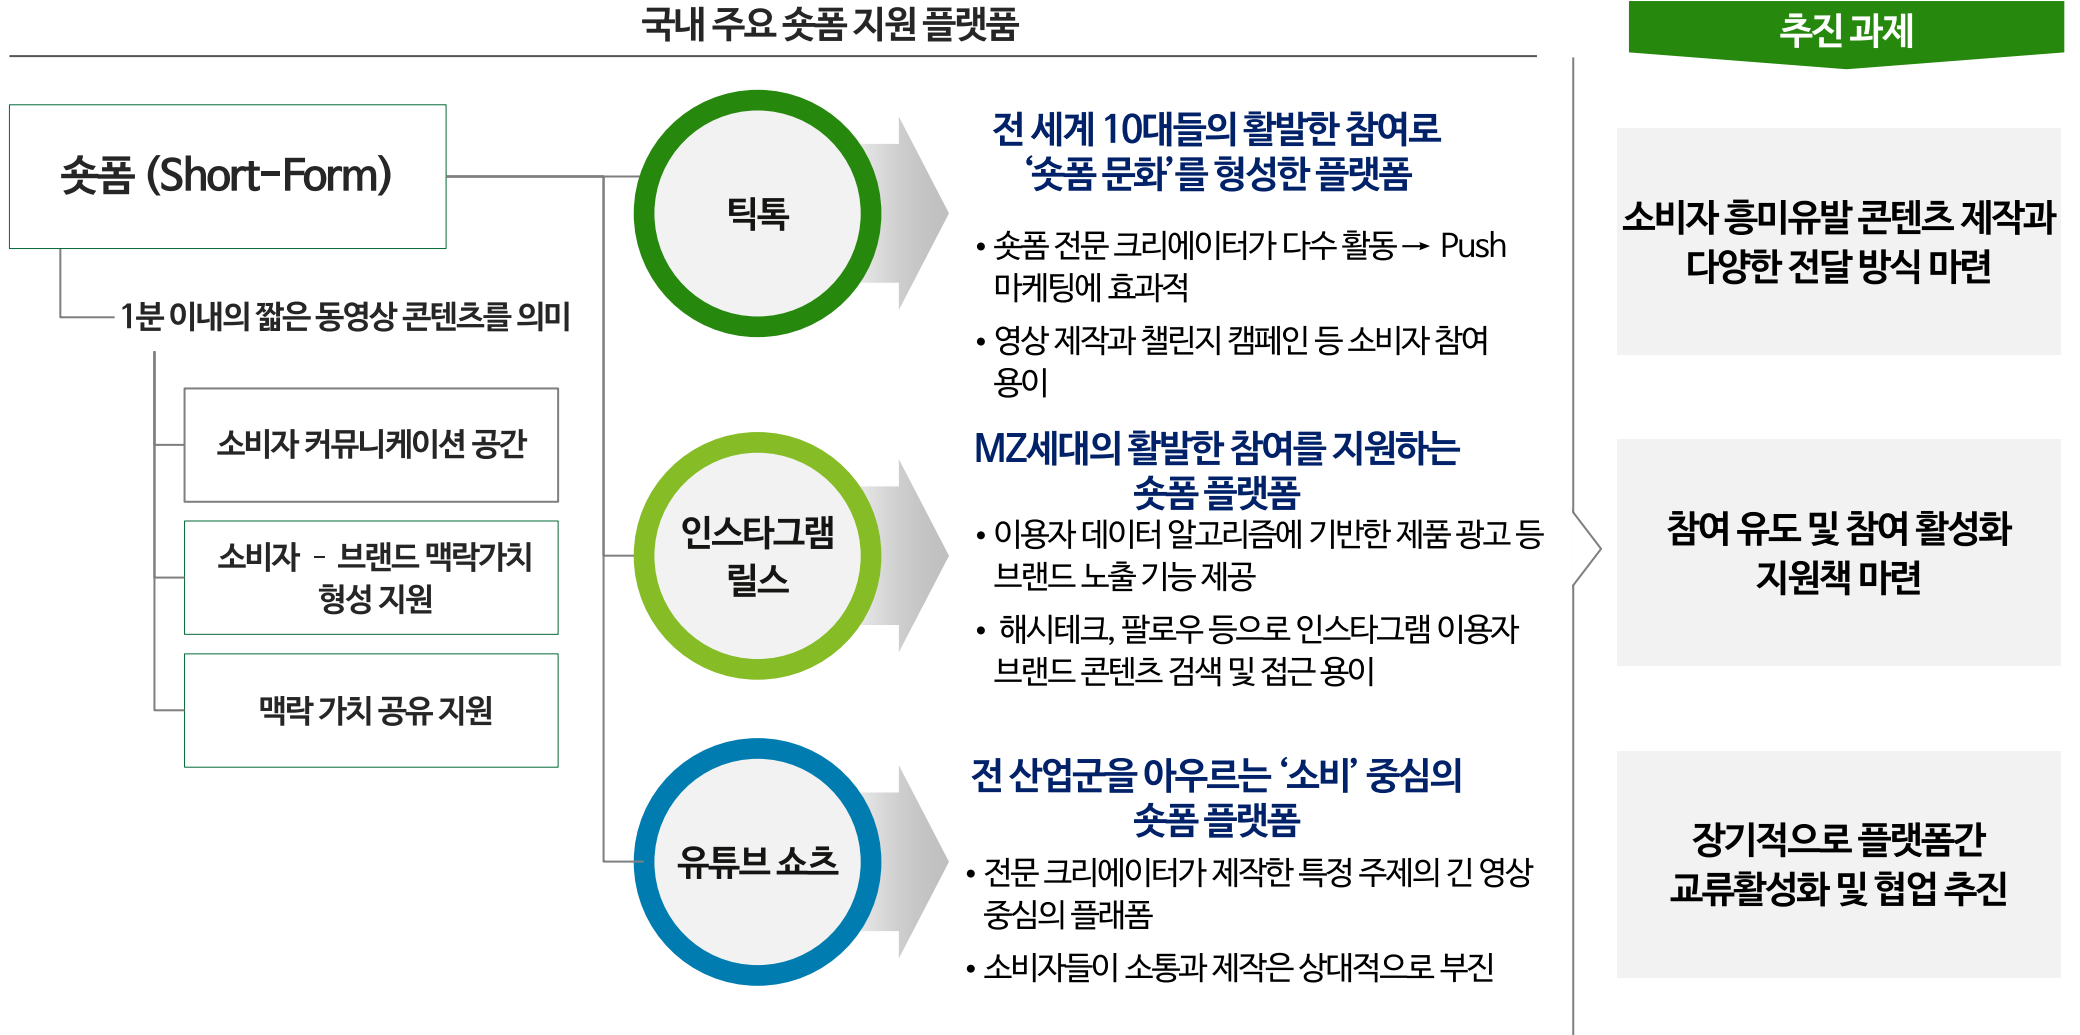 국내 주요 숏폼 지원 플랫폼
추진 과제
숏폼 (Short-Form)
1분 이내의 짧은 동영상 콘텐츠를 의미
소비자 커뮤니케이션 공간
소비자 - 브랜드 맥락가치
형성 지원
맥락 가치 공유 지원
틱톡
전 세계 10대들의 활발한 참여로
‘숏폼 문화’를 형성한 플랫폼
• 숏폼 전문 크리에이터가 다수 활동 → Push
마케팅에 효과적
• 영상 제작과 챌린지 캠페인 등 소비자 참여
용이
인스타그램
릴스
MZ세대의 활발한 참여를 지원하는
숏폼 플랫폼
• 이용자 데이터 알고리즘에 기반한 제품 광고 등
브랜드 노출 기능 제공
• 해시테크, 팔로우 등으로 인스타그램 이용자
브랜드 콘텐츠 검색 및 접근 용이
유튜브 쇼츠
전 산업군을 아우르는 ‘소비’ 중심의
숏폼 플랫폼
• 전문 크리에이터가 제작한 특정 주제의 긴 영상
중심의 플래폼
• 소비자들이 소통과 제작은 상대적으로 부진
소비자 흥미유발 콘텐츠 제작과
다양한 전달 방식 마련
참여 유도 및 참여 활성화
지원책 마련
장기적으로 플랫폼간
교류활성화 및 협업 추진